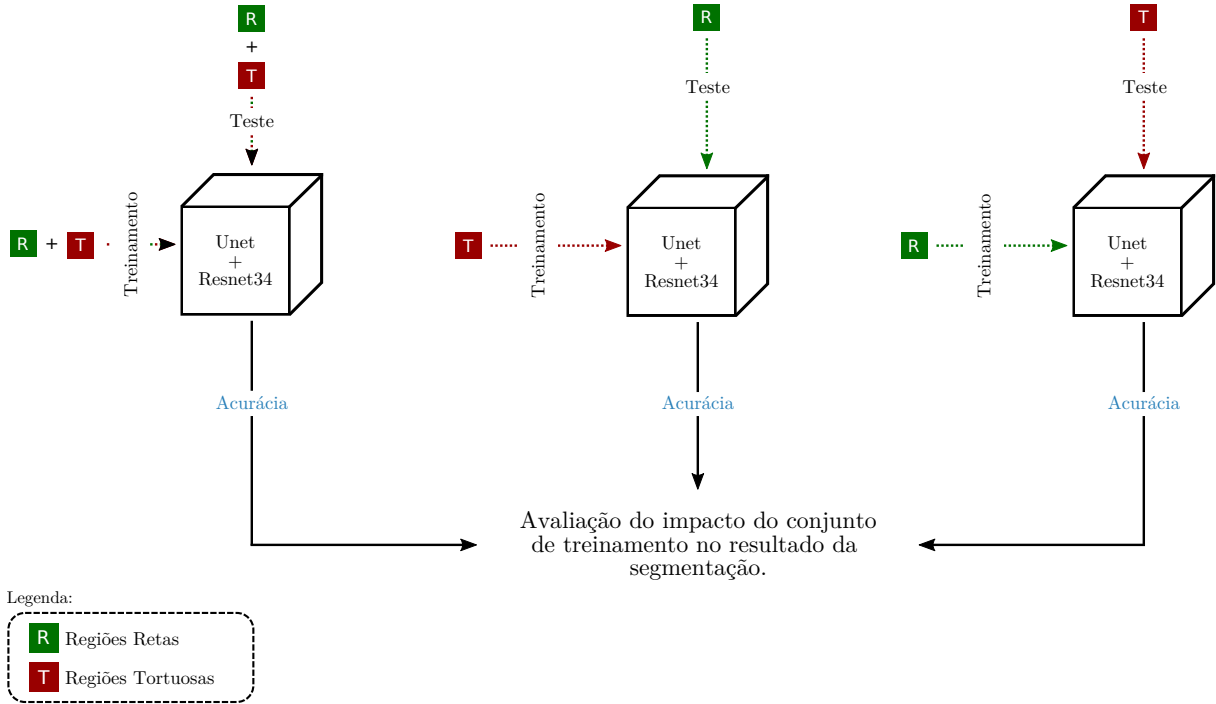 R
+
T
Teste
R + T
Treinamento
Unet
+
Resnet34
Acurácia
R
Teste
T
Treinamento
Unet
+
Resnet34
Acurácia
T
Teste
R
Treinamento
Unet
+
Resnet34
Acurácia
Avaliação do impacto do conjunto
de treinamento no resultado da
segmentação.
Legenda:
R Regiões Retas
T Regiões Tortuosas